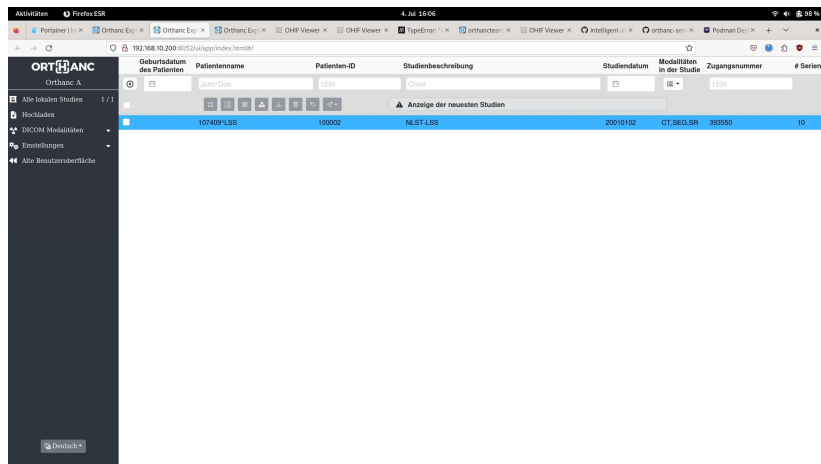 Aktivitäten Firefox ESR 4. Jul 16:06 98 %
Portainer | Orthanc Exp Orthanc Exp Orthanc Exp OHIF Viewer OHIF Viewer TypeError: orthancteam intelligent- orthanc-serv Podman Des
192.168.10.200:8052/ui/app/index.html#/
ORTHANC
Orthanc A
Alle lokalen Studien 1 / 1
Hochladen
DICOM Modalitäten
Einstellungen
Alte Benutzeroberfläche
Deutsch
Geburtsdatum des Patienten Patientenname Patienten-ID Studienbeschreibung Studiendatum Modalitäten in der Studie Zugangsnummer # Serien
John^Doe 1234 Chest 1234
Anzeige der neuesten Studien
107409^LSS 100002 NLST-LSS 20010102 CT,SEG,SR 393550 10